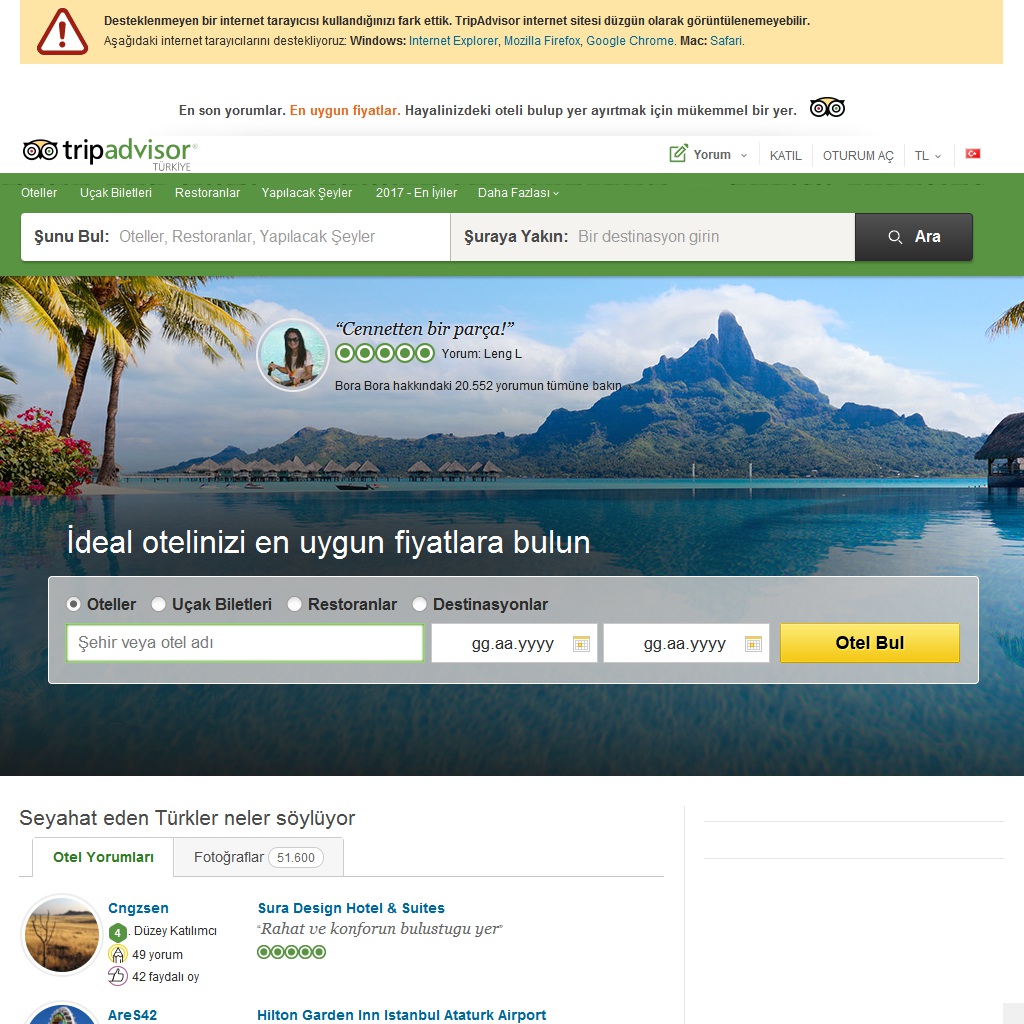 Desteklenmeyen bir internet tarayıcısı kullandığınızı fark ettik. TripAdvisor internet sitesi düzgün olarak görüntülenemeyebilir.
Aşağıdaki internet tarayıcılarını destekliyoruz: Windows: Internet Explorer, Mozilla Firefox, Google Chrome. Mac: Safari.
En son yorumlar. En uygun fiyatlar. Hayalinizdeki oteli bulup yer ayırtmak için mükemmel bir yer.
tripadvisor®
TÜRKİYE
Yorum
KATIL
OTURUM AÇ
TL
Oteller Uçak Biletleri Restoranlar Yapılacak Şeyler 2017 - En İyiler Daha Fazlası
Şunu Bul: Oteller, Restoranlar, Yapılacak Şeyler
Şuraya Yakın: Bir destinasyon girin
Ara
“Cennetten bir parça!”
Yorum: Leng L
Bora Bora hakkındaki 20.552 yorumun tümüne bakın
İdeal otelinizi en uygun fiyatlara bulun
Oteller Uçak Biletleri Restoranlar Destinasyonlar
Şehir veya otel adı
gg.aa.yyyy
gg.aa.yyyy
Otel Bul
Seyahat eden Türkler neler söylüyor
Otel Yorumları
Fotoğraflar 51.600
Cngzsen
4. Düzey Katılımcı
49 yorum
42 faydalı oy
Sura Design Hotel & Suites
“Rahat ve konforun bulustugu yer”
AreS42
Hilton Garden Inn Istanbul Ataturk Airport